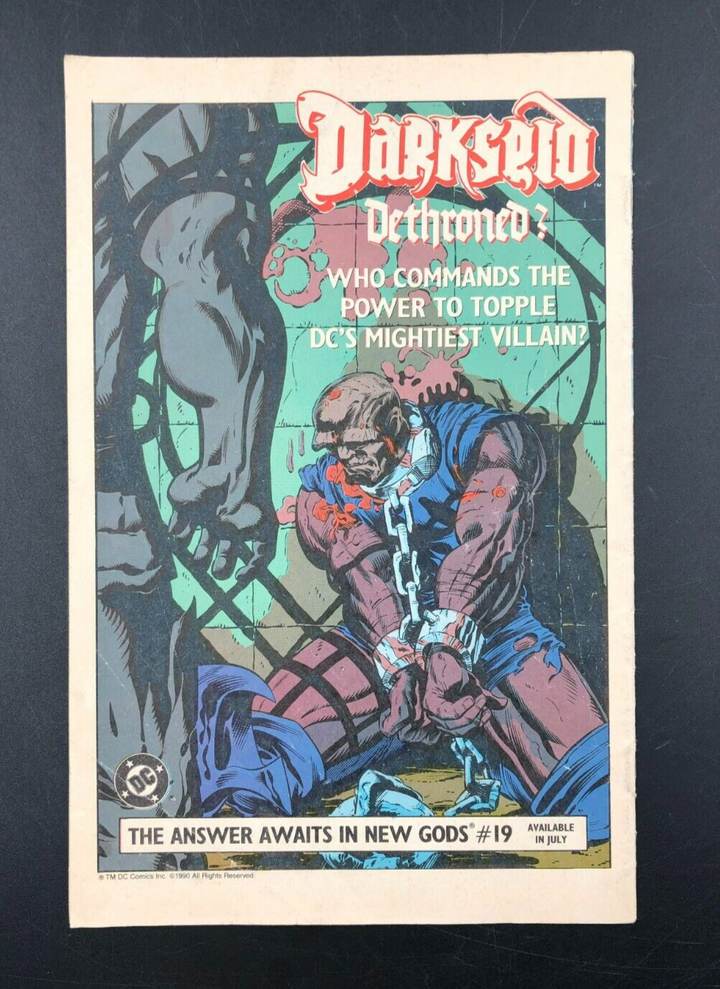 Darkseid™
Dethroned?
WHO COMMANDS THE
POWER TO TOPPLE
DC'S MIGHTIEST VILLAIN?
DC
THE ANSWER AWAITS IN NEW GODS® #19
AVAILABLE
IN JULY
® TM DC Comics Inc. ©1990 All Rights Reserved.